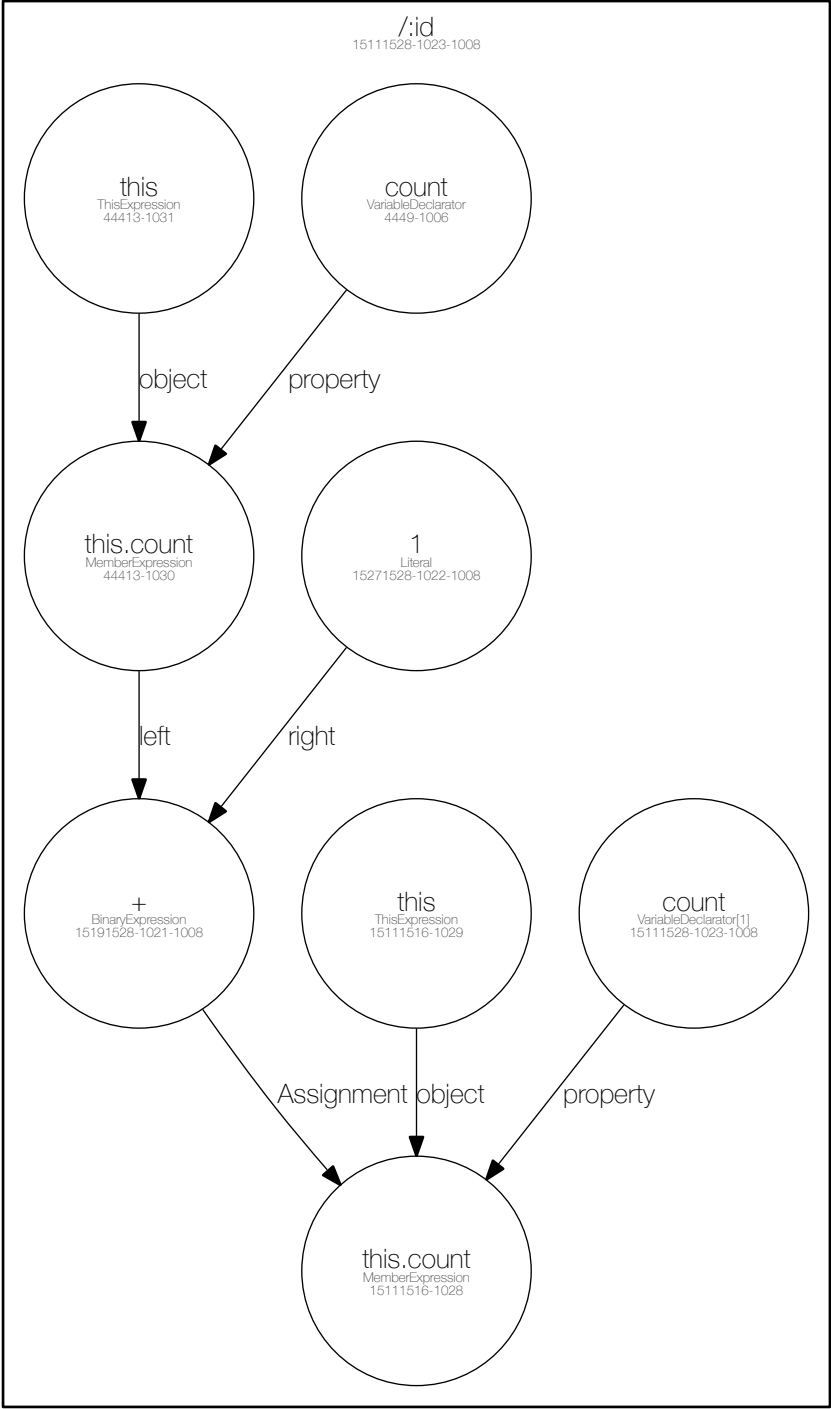 /:id
15111528-1023-1008
this
ThisExpression
44413-1031
count
VariableDeclarator
4449-1006
object
property
this.count
MemberExpression
44413-1030
1
Literal
15271528-1022-1008
left
right
+
BinaryExpression
15191528-1021-1008
this
ThisExpression
15111516-1029
count
VariableDeclarator[1]
15111528-1023-1008
Assignment
object
property
this.count
MemberExpression
15111516-1028